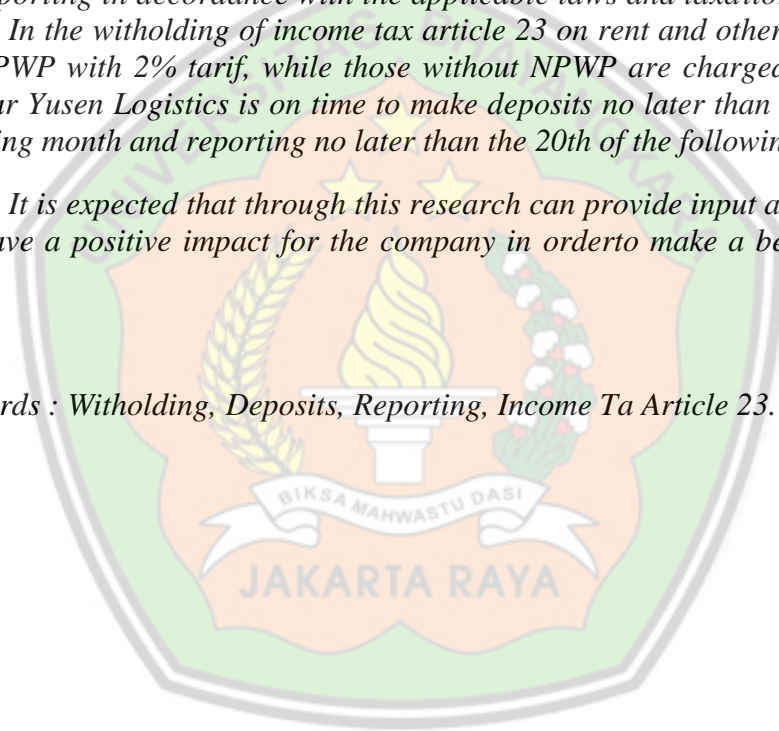 porting in accordance with the applicable laws and taxation
In the witholding of income tax article 23 on rent and other
PWP with 2% tarif, while those without NPWP are charged
ur Yusen Logistics is on time to make deposits no later than
ing month and reporting no later than the 20th of the followin
It is expected that through this research can provide input a
ave a positive impact for the company in orderto make a be
rds : Witholding, Deposits, Reporting, Income Ta Article 23.
UNIVERSITAS BHAYANGKARA
BIKSA MAHWASTU DASI
JAKARTA RAYA